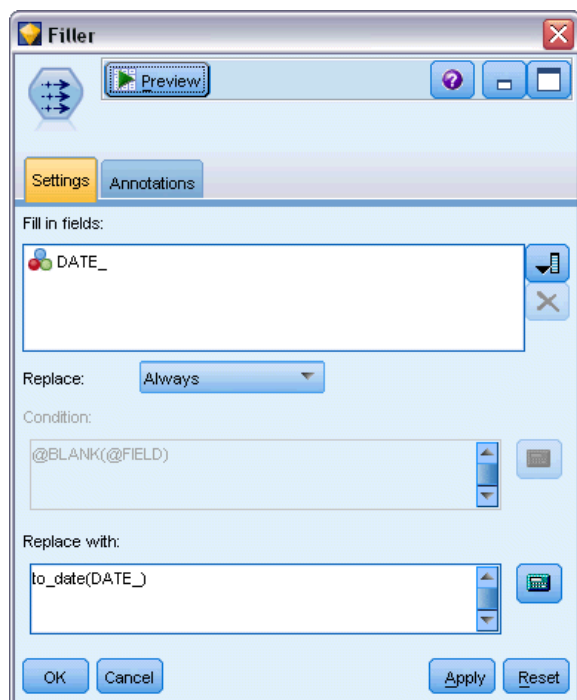 Filler
Preview
Settings Annotations
Fill in fields:
DATE_
Replace: Always
Condition:
@BLANK(@FIELD)
Replace with:
to_date(DATE_)
OK Cancel Apply Reset